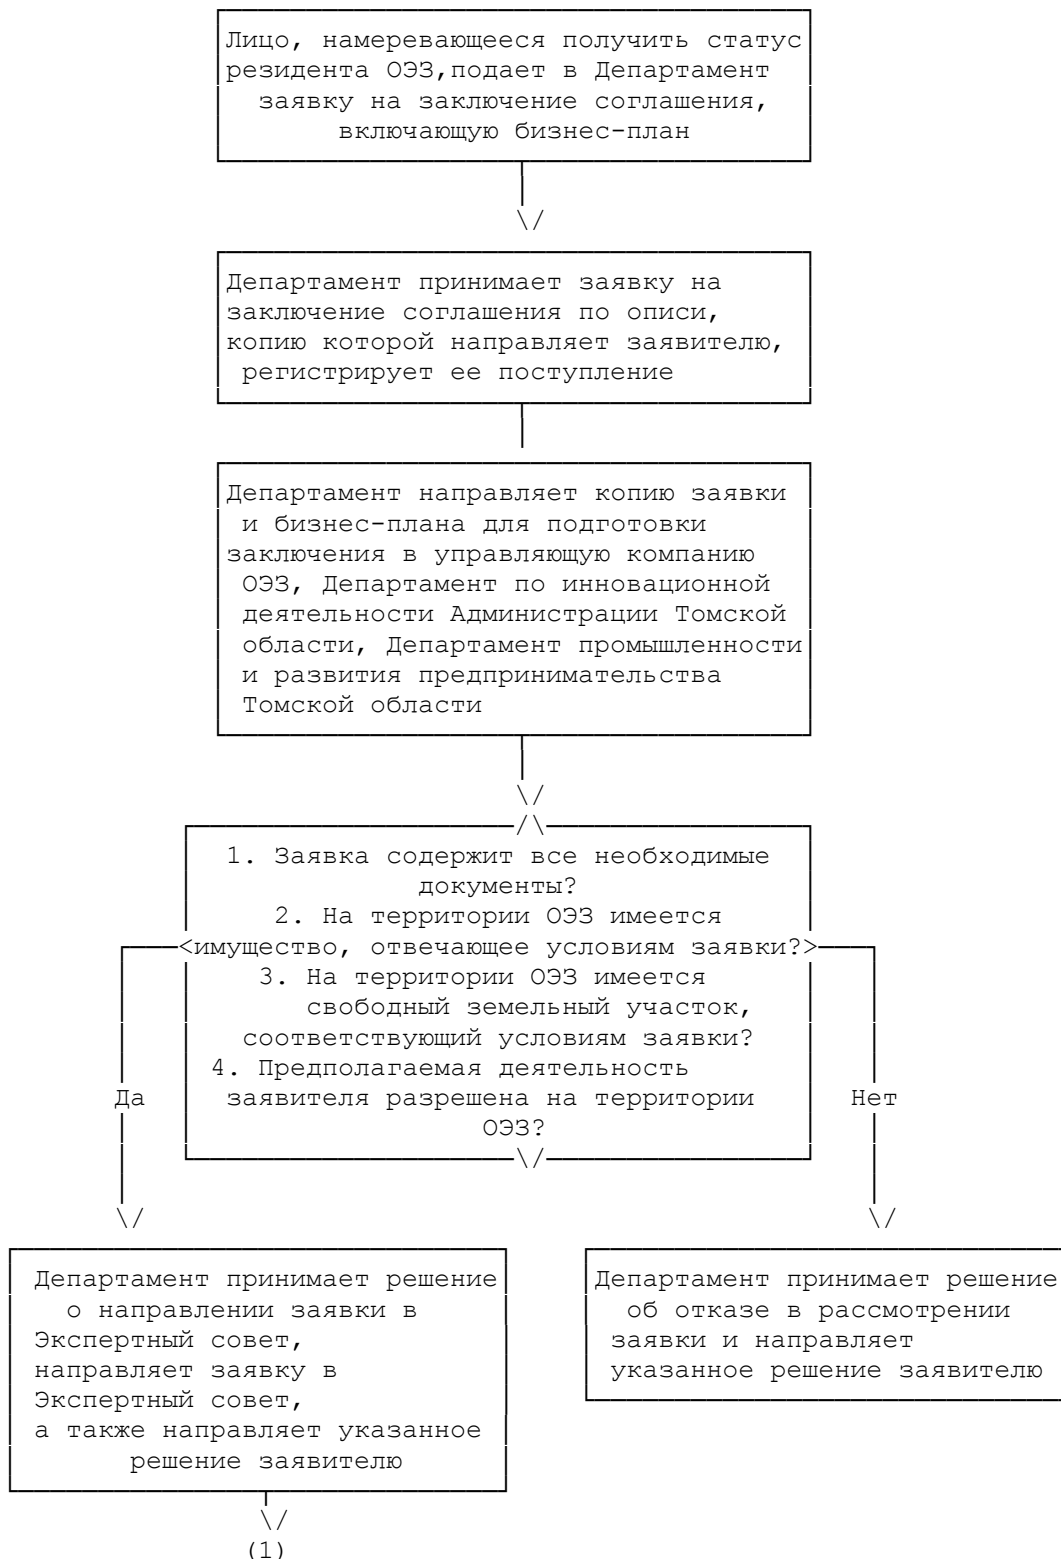 Лицо, намеревающееся получить статус
резидента ОЭЗ,подает в Департамент
заявку на заключение соглашения,
включающую бизнес-план
Департамент принимает заявку на
заключение соглашения по описи,
копию которой направляет заявителю,
регистрирует ее поступление
Департамент направляет копию заявки
и бизнес-плана для подготовки
заключения в управляющую компанию
ОЭЗ, Департамент по инновационной
деятельности Администрации Томской
области, Департамент промышленности
и развития предпринимательства
Томской области
1. Заявка содержит все необходимые
документы?
2. На территории ОЭЗ имеется
<имущество, отвечающее условиям заявки?>
3. На территории ОЭЗ имеется
свободный земельный участок,
соответствующий условиям заявки?
4. Предполагаемая деятельность
заявителя разрешена на территории
ОЭЗ?
Да
Нет
Департамент принимает решение
о направлении заявки в
Экспертный совет,
направляет заявку в
Экспертный совет,
а также направляет указанное
решение заявителю
(1)
Департамент принимает решение
об отказе в рассмотрении
заявки и направляет
указанное решение заявителю